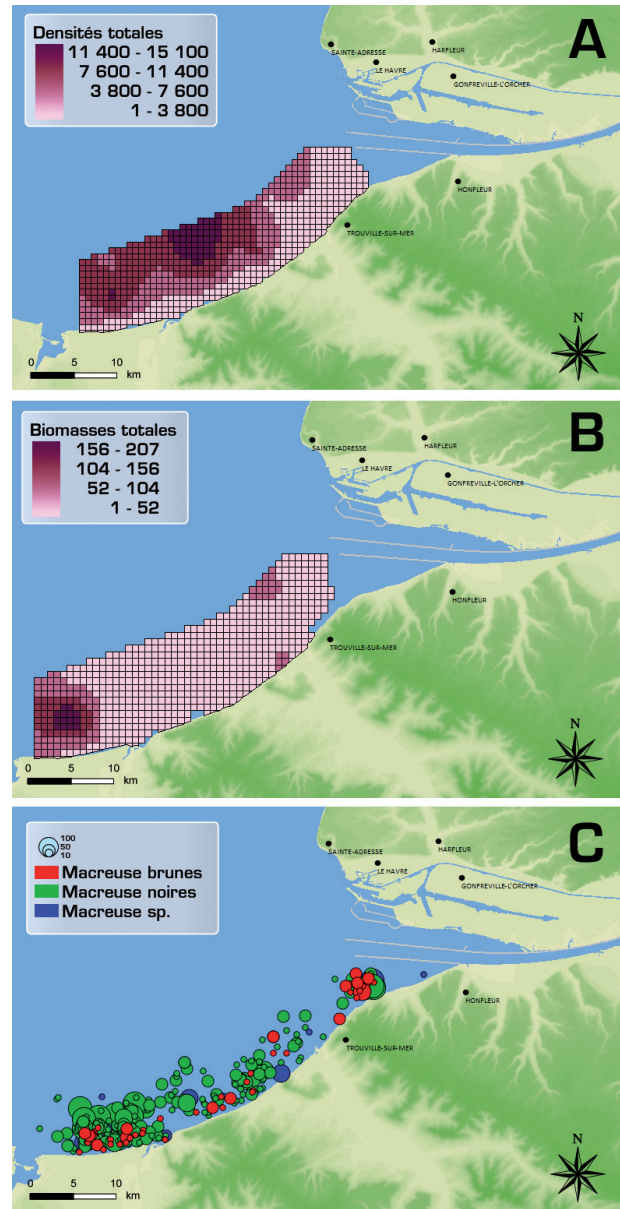 Densités totales
11 400 - 15 100
7 600 - 11 400
3 800 - 7 600
1 - 3 800
A
SAINTE-ADRESSE
HARFLEUR
LE HAVRE
GONFREVILLE-L'ORCHER
HONFLEUR
TROUVILLE-SUR-MER
N
0 5 10
km
Biomasses totales
156 - 207
104 - 156
52 - 104
1 - 52
B
SAINTE-ADRESSE
HARFLEUR
LE HAVRE
GONFREVILLE-L'ORCHER
HONFLEUR
TROUVILLE-SUR-MER
N
0 5 10
km
100
50
10
Macreuse brunes
Macreuse noires
Macreuse sp.
C
SAINTE-ADRESSE
HARFLEUR
LE HAVRE
GONFREVILLE-L'ORCHER
HONFLEUR
TROUVILLE-SUR-MER
N
0 5 10
km